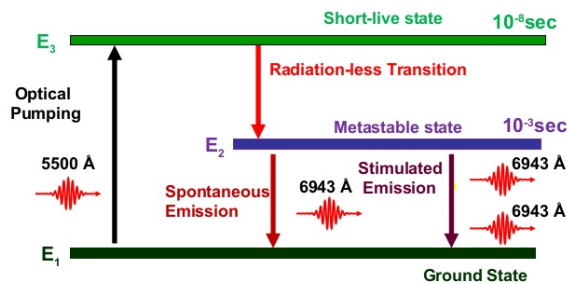 Short-live state 10⁻⁸sec
E₃
Optical
Pumping
Radiation-less Transition
Metastable state 10⁻³sec
E₂
5500 Å
Spontaneous
Emission
6943 Å
Stimulated
Emission
6943 Å
6943 Å
E₁
Ground State